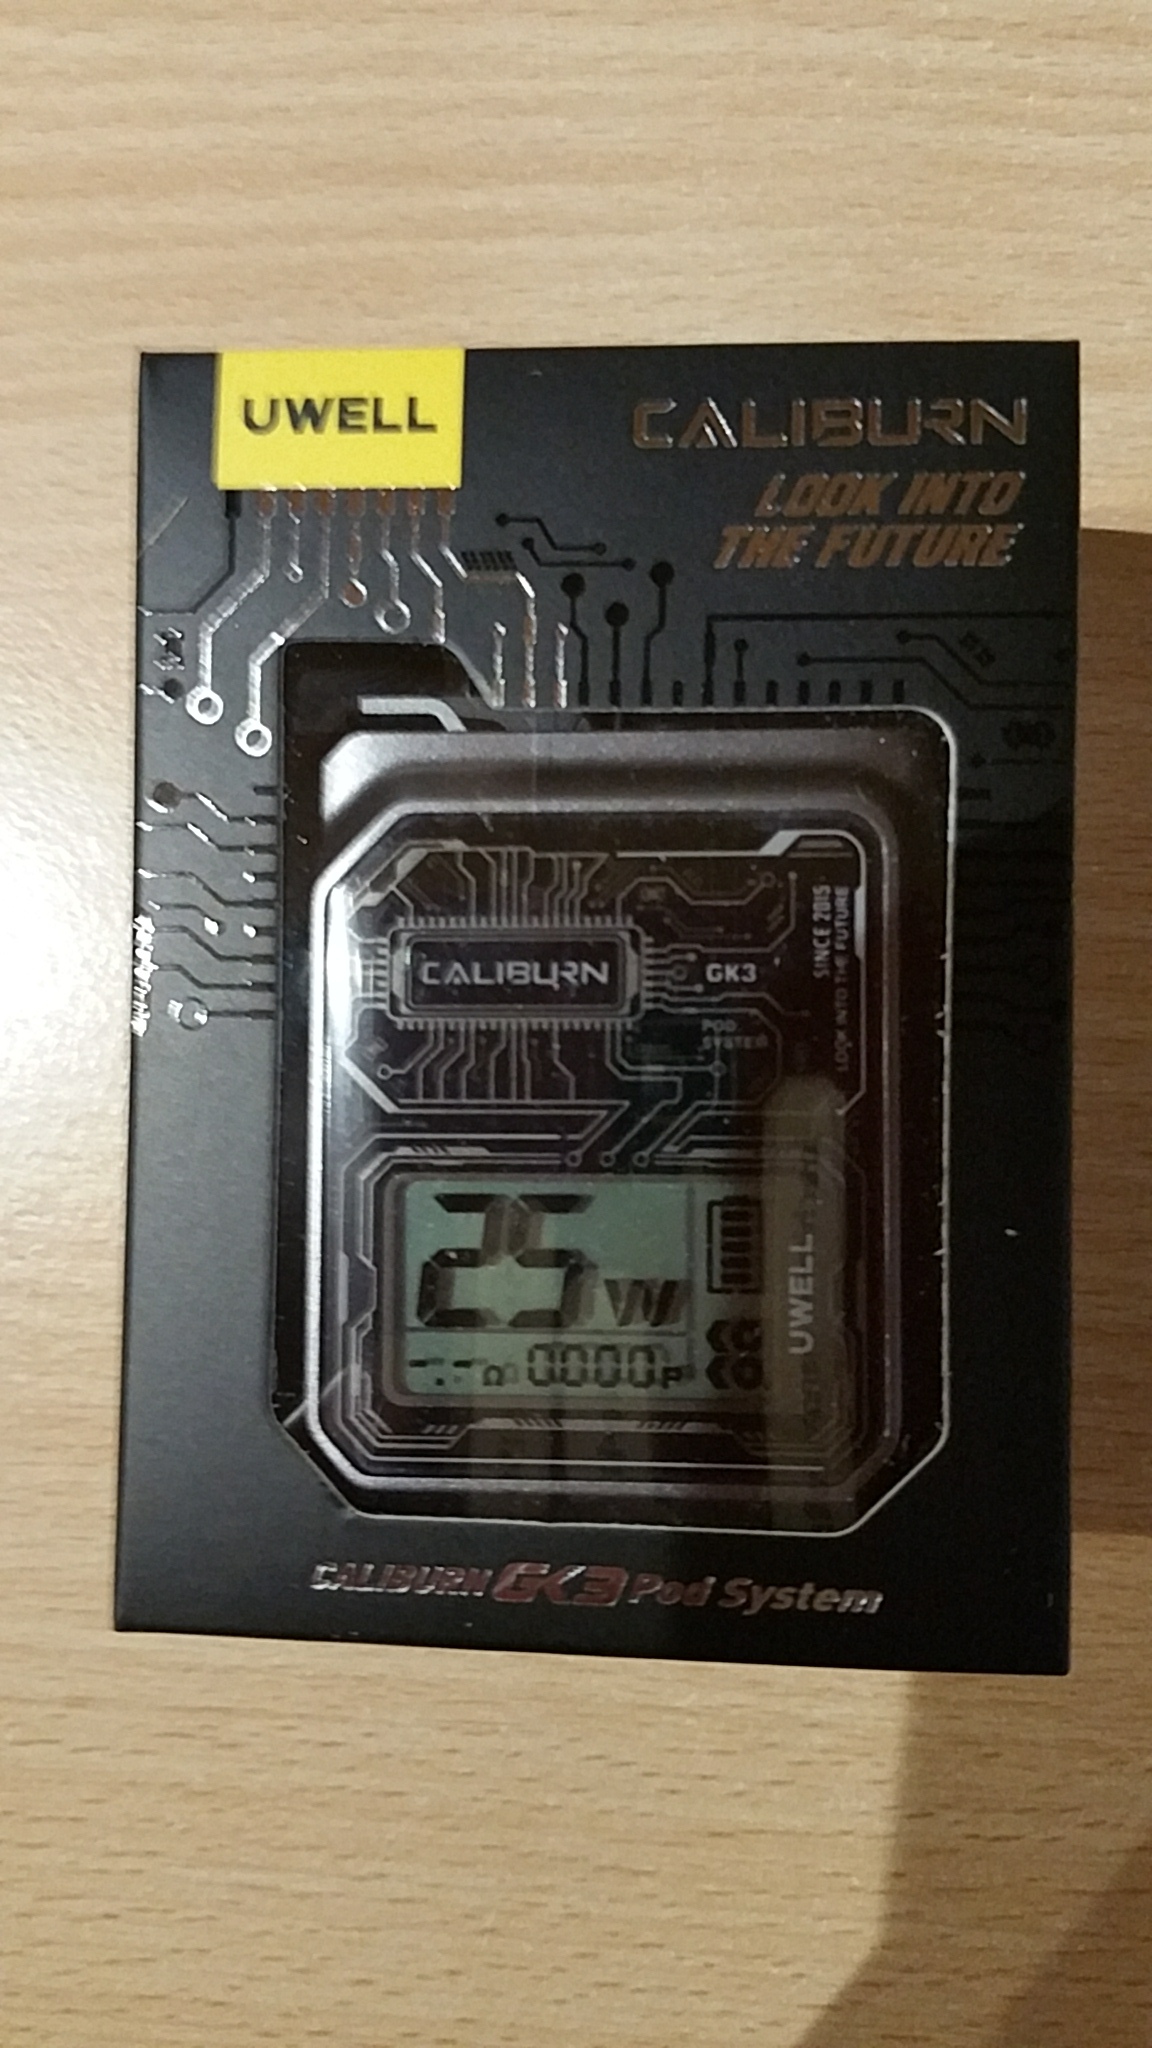 UWELL
CALIBURN
LOOK INTO
THE FUTURE
CALIBURN
GK3
POD
SYSTEM
SINCE 2015
LOOK INTO THE FUTURE
25W
Ω 0000P
UWELL
CALIBURN GK3 Pod System